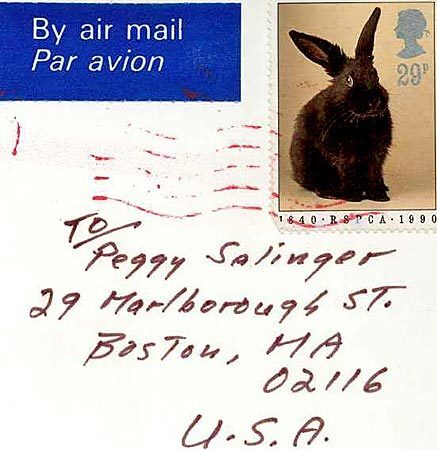 By air mail
Par avion
29P
1840·RSPCA·1990
To/
Peggy Salinger
29 Marlborough ST.
Boston, MA
02116
U.S.A.